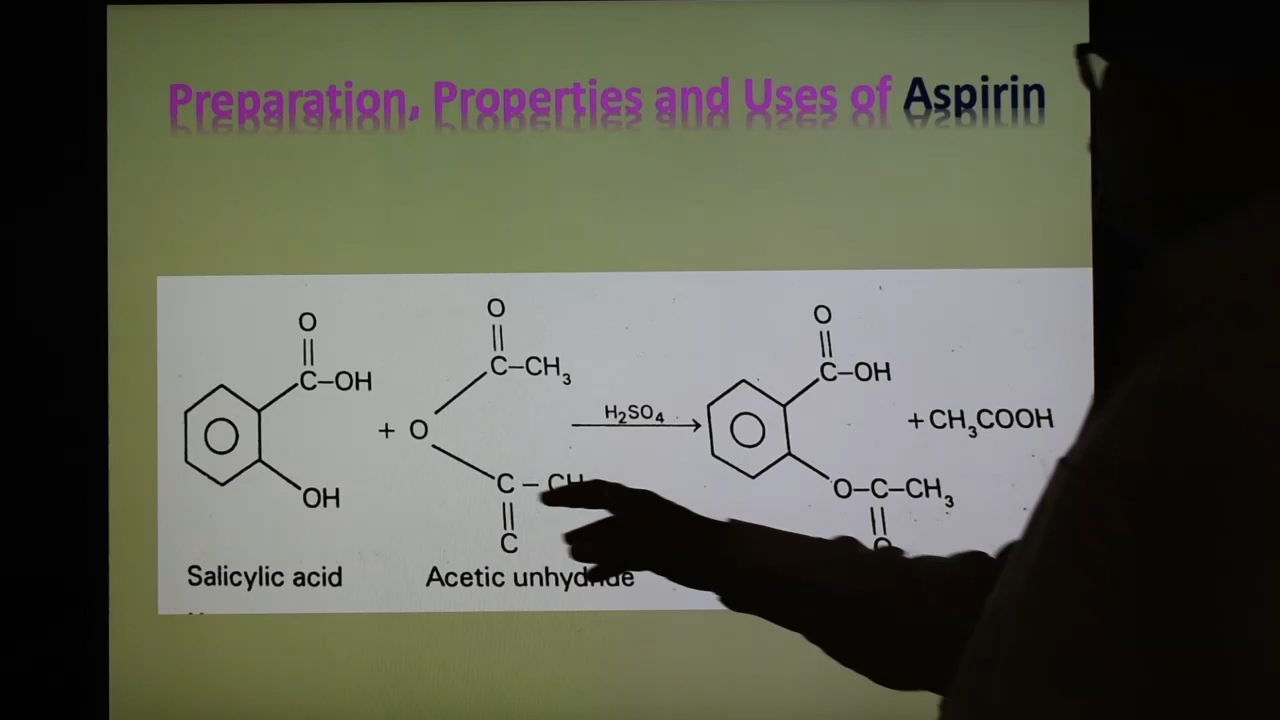 Preparation, Properties and Uses of Aspirin
O O O
C–CH₃
C–OH C–OH
H₂SO₄
+ O + CH₃COOH
C –
OH O–C–CH₃
C
Salicylic acid Acetic unhydride